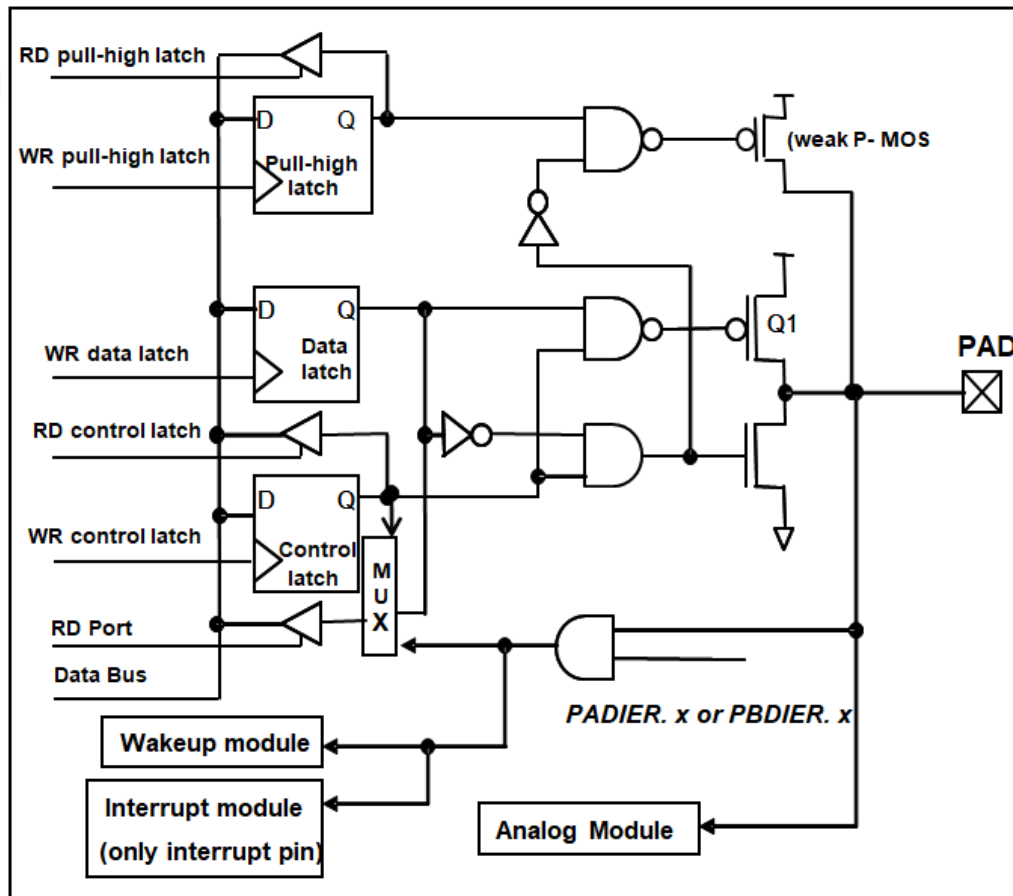 RD pull-high latch
D
Q
WR pull-high latch
Pull-high
latch
(weak P- MOS
D
Q
WR data latch
Data
latch
Q1
PAD
RD control latch
D
Q
WR control latch
Control
latch
M
U
X
RD Port
Data Bus
PADIER. x or PBDIER. x
Wakeup module
Interrupt module
(only interrupt pin)
Analog Module